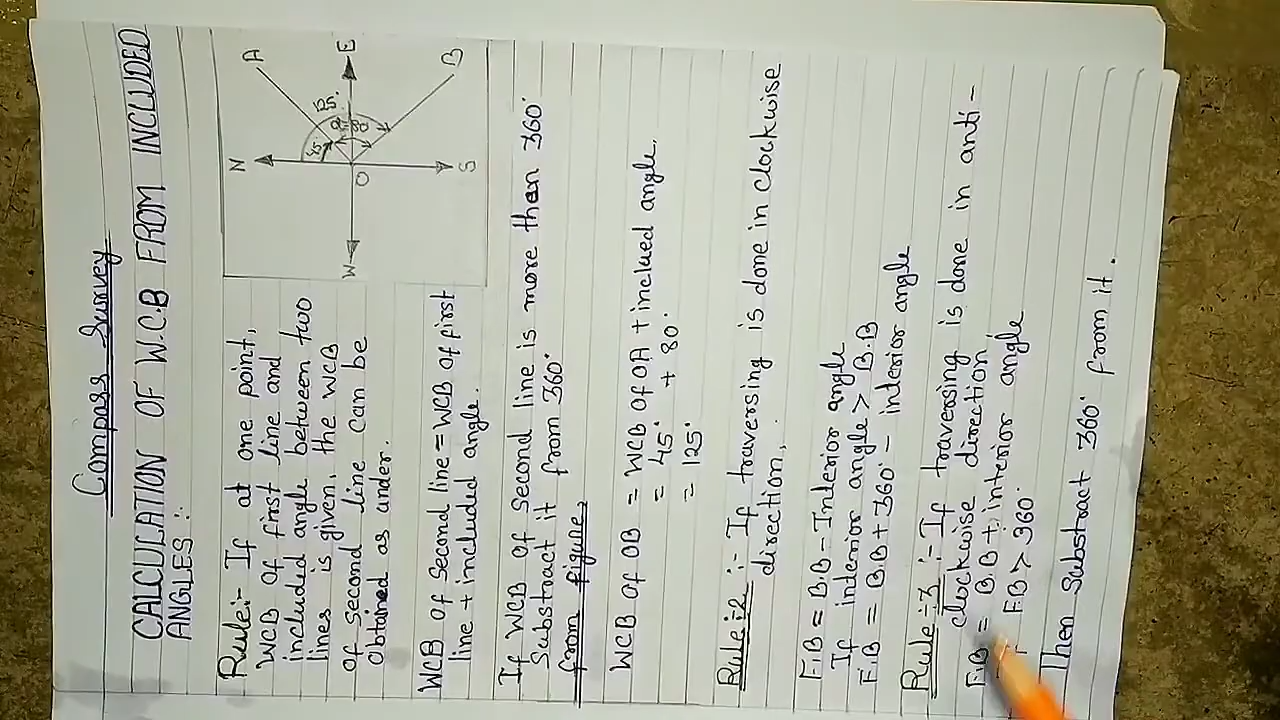 Compass Survey
CALCULATION OF W.C.B FROM INCLUDED
ANGLES:-
Rule:- If at one point,
WCB of first line and
included angle between two
lines is given, the WCB
of second line can be
obtained as under.
N
A
E
B
S
W
O
45°
125°
WCB of second line = WCB of first
line + included angle.
If WCB of second line is more then 360°
Substract it from 360°
from figure,
WCB of OB = WCB of OA + inclued angle.
= 45° + 80°
= 125°
Rule:-2 :- If traversing is done in clockwise
direction,.
F.B = B.B - Interior angle
If interior angle > B.B
F.B = B.B + 360° - interior angle
Rule:-3 :- If traversing is done in anti-
clockwise direction
F.B = B.B + interior angle
F.B > 360°
Then Substract 360° from it.